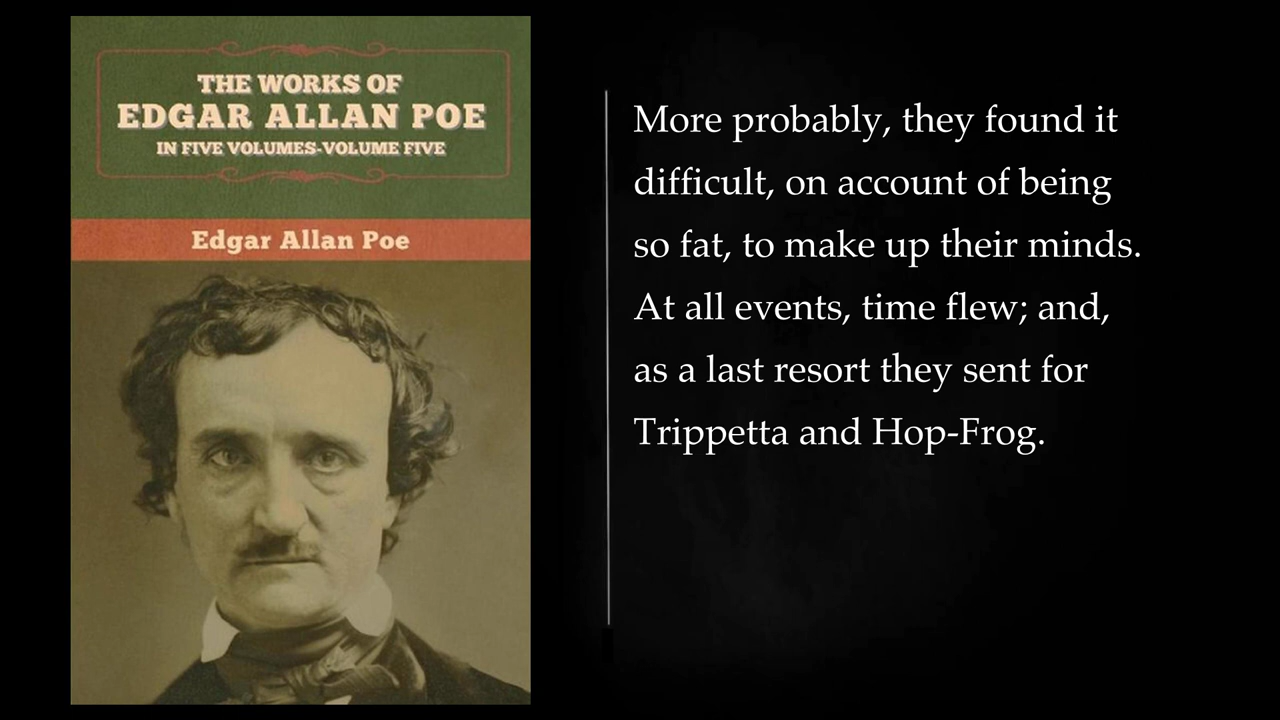 THE WORKS OF
EDGAR ALLAN POE
IN FIVE VOLUMES-VOLUME FIVE
Edgar Allan Poe
More probably, they found it
difficult, on account of being
so fat, to make up their minds.
At all events, time flew; and,
as a last resort they sent for
Trippetta and Hop-Frog.